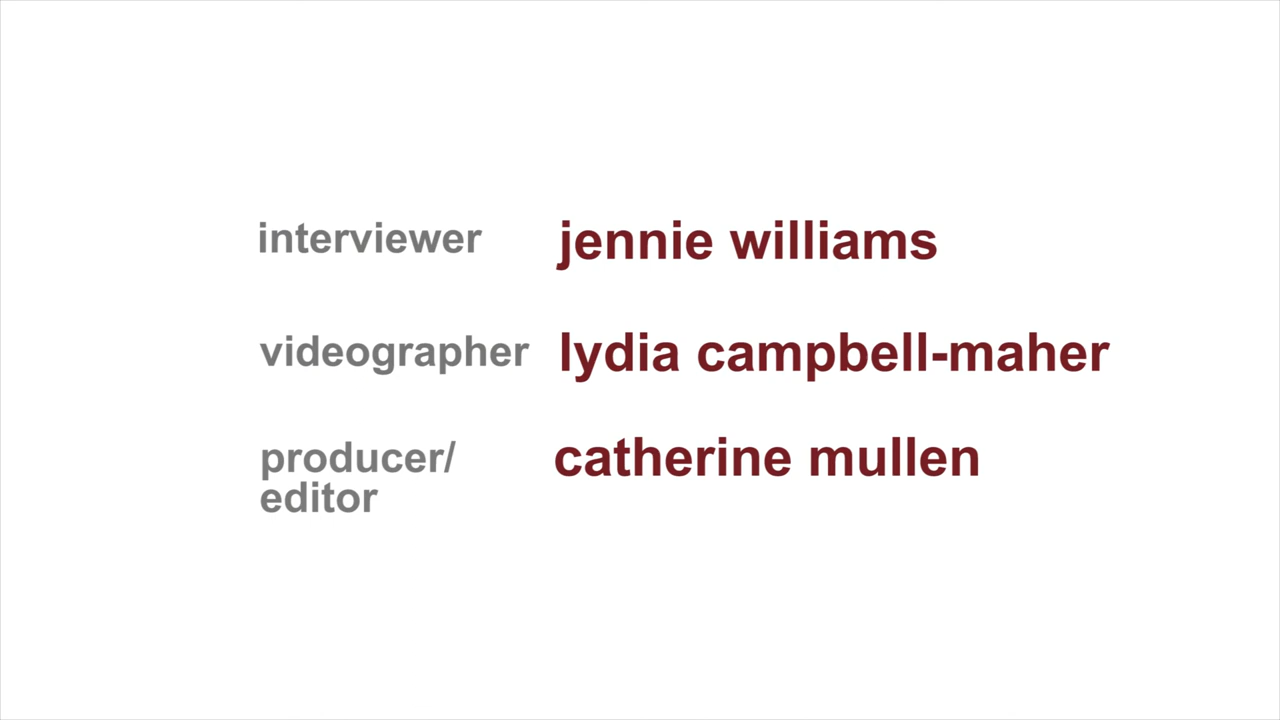 interviewer jennie williams
videographer lydia campbell-maher
producer/ catherine mullen
editor